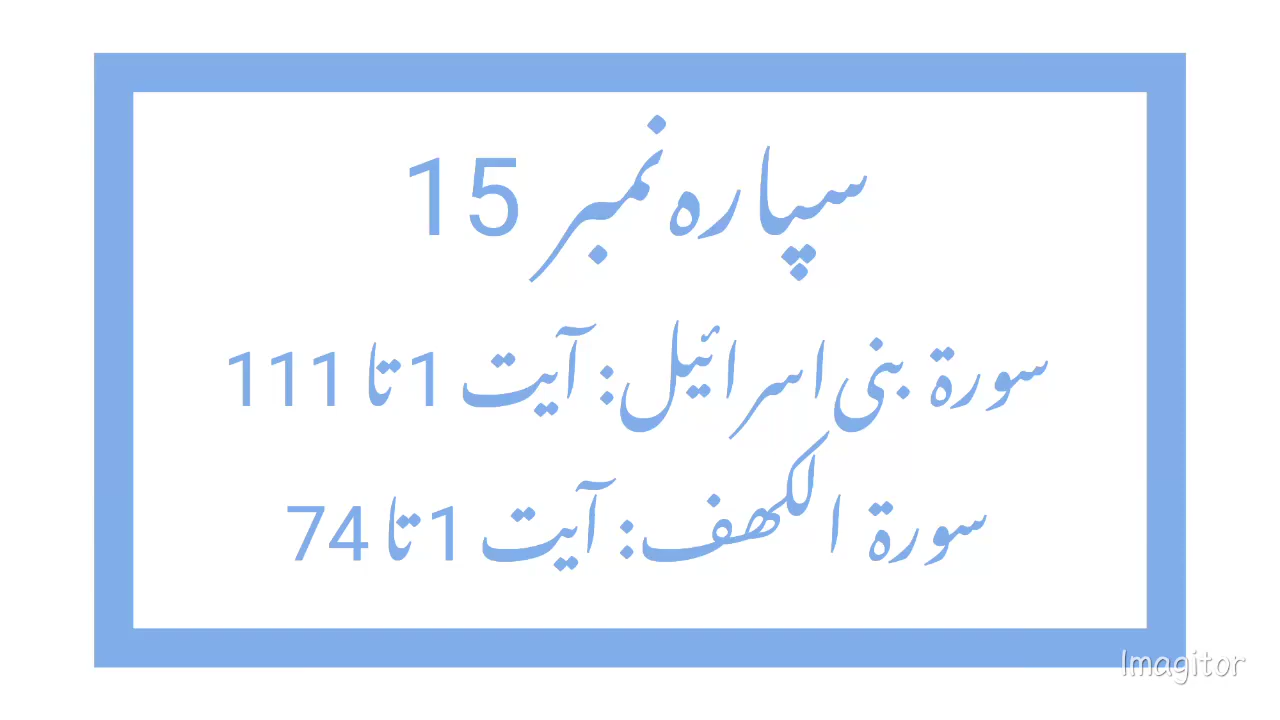 سپارہ نمبر 15
سورۃ بنی اسرائیل: آیت 1 تا 111
سورۃ الکھف: آیت 1 تا 74
Imagitor